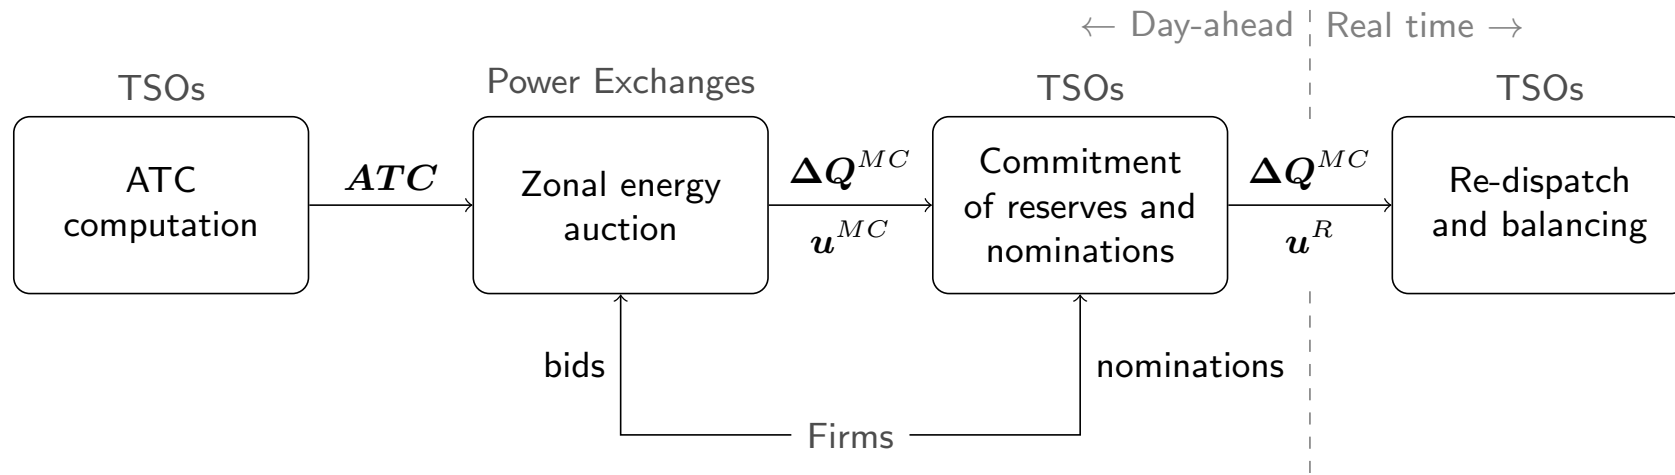 ← Day-ahead
Real time →
TSOs
Power Exchanges
TSOs
TSOs
ATC
computation
ATC
Zonal energy
auction
ΔQ^{MC}
u^{MC}
Commitment
of reserves and
nominations
ΔQ^{MC}
u^{R}
Re-dispatch
and balancing
bids
nominations
Firms